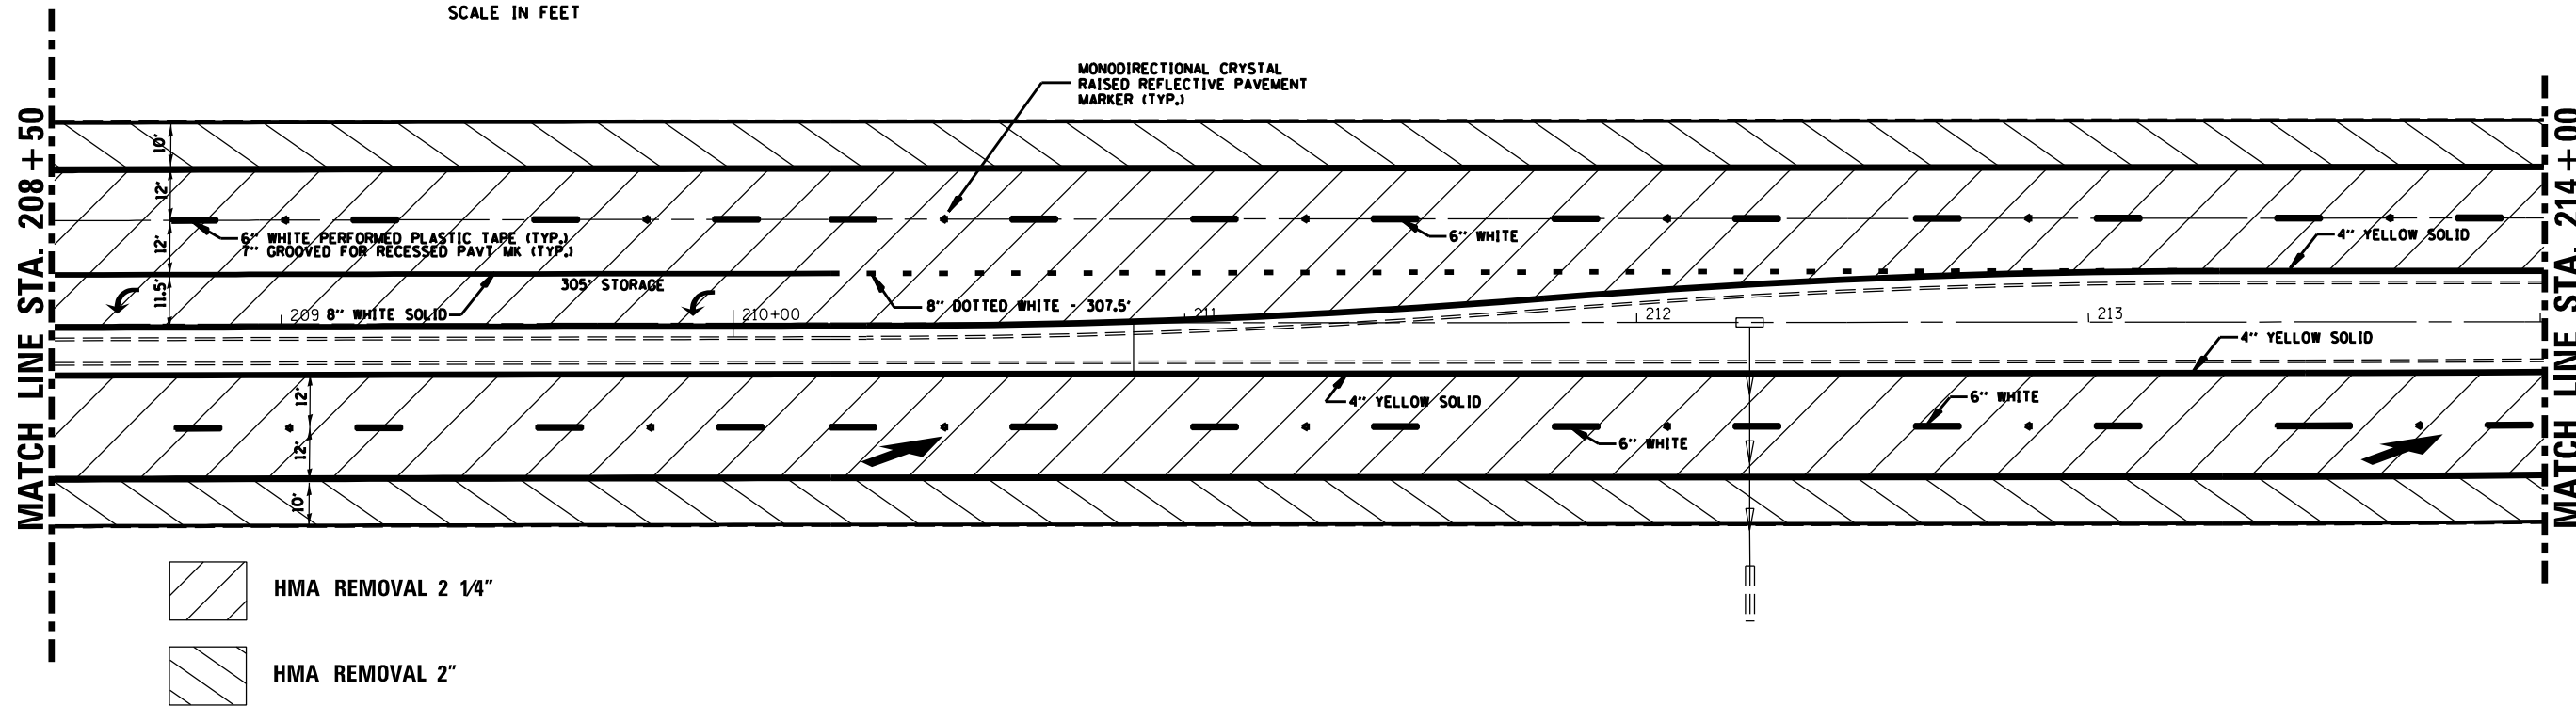 SCALE IN FEET
MONODIRECTIONAL CRYSTAL
RAISED REFLECTIVE PAVEMENT
MARKER (TYP.)
MATCH LINE STA. 208+50
MATCH LINE STA. 214+00
10'
12'
12'
11.5'
6" WHITE PERFORMED PLASTIC TAPE (TYP.)
7" GROOVED FOR RECESSED PAVT MK (TYP.)
6" WHITE
4" YELLOW SOLID
305' STORAGE
8" DOTTED WHITE - 307.5'
209
8" WHITE SOLID
210+00
211
212
213
4" YELLOW SOLID
4" YELLOW SOLID
6" WHITE
6" WHITE
12'
12'
10'
HMA REMOVAL 2 1/4"
HMA REMOVAL 2"